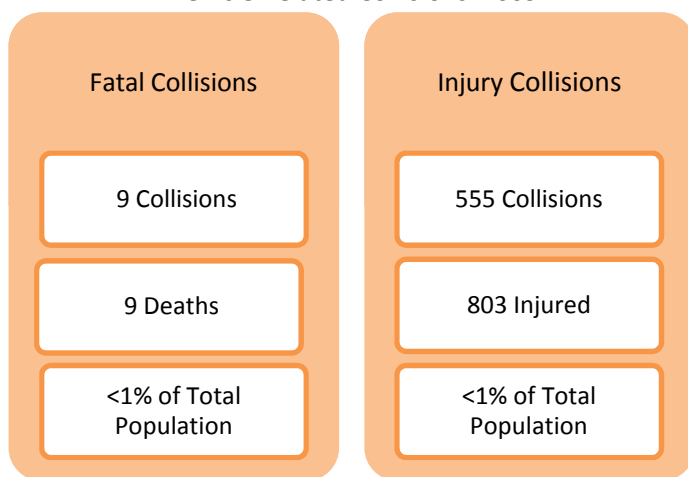 Fatal Collisions
9 Collisions
9 Deaths
<1% of Total
Population
Injury Collisions
555 Collisions
803 Injured
<1% of Total
Population